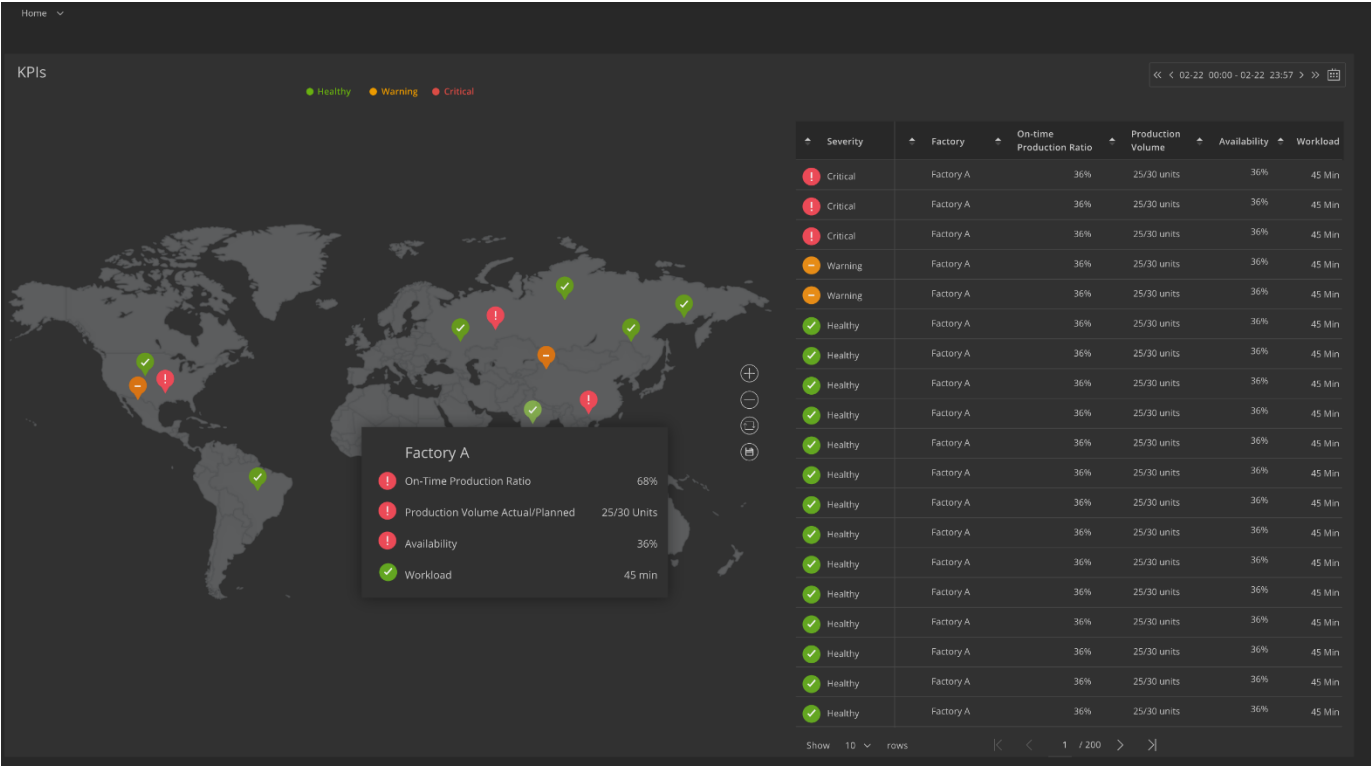 Home
KPIs
02-22 00:00 - 02-22 23:57
Healthy Warning Critical
Severity Factory On-time Production Ratio Production Volume Availability Workload
Critical Factory A 36% 25/30 units 36% 45 Min
Critical Factory A 36% 25/30 units 36% 45 Min
Critical Factory A 36% 25/30 units 36% 45 Min
Warning Factory A 36% 25/30 units 36% 45 Min
Warning Factory A 36% 25/30 units 36% 45 Min
Healthy Factory A 36% 25/30 units 36% 45 Min
Healthy Factory A 36% 25/30 units 36% 45 Min
Healthy Factory A 36% 25/30 units 36% 45 Min
Healthy Factory A 36% 25/30 units 36% 45 Min
Healthy Factory A 36% 25/30 units 36% 45 Min
Healthy Factory A 36% 25/30 units 36% 45 Min
Healthy Factory A 36% 25/30 units 36% 45 Min
Healthy Factory A 36% 25/30 units 36% 45 Min
Healthy Factory A 36% 25/30 units 36% 45 Min
Healthy Factory A 36% 25/30 units 36% 45 Min
Healthy Factory A 36% 25/30 units 36% 45 Min
Healthy Factory A 36% 25/30 units 36% 45 Min
Healthy Factory A 36% 25/30 units 36% 45 Min
Healthy Factory A 36% 25/30 units 36% 45 Min
Show 10 rows 1 / 200
Factory A
On-Time Production Ratio 68%
Production Volume Actual/Planned 25/30 Units
Availability 36%
Workload 45 min